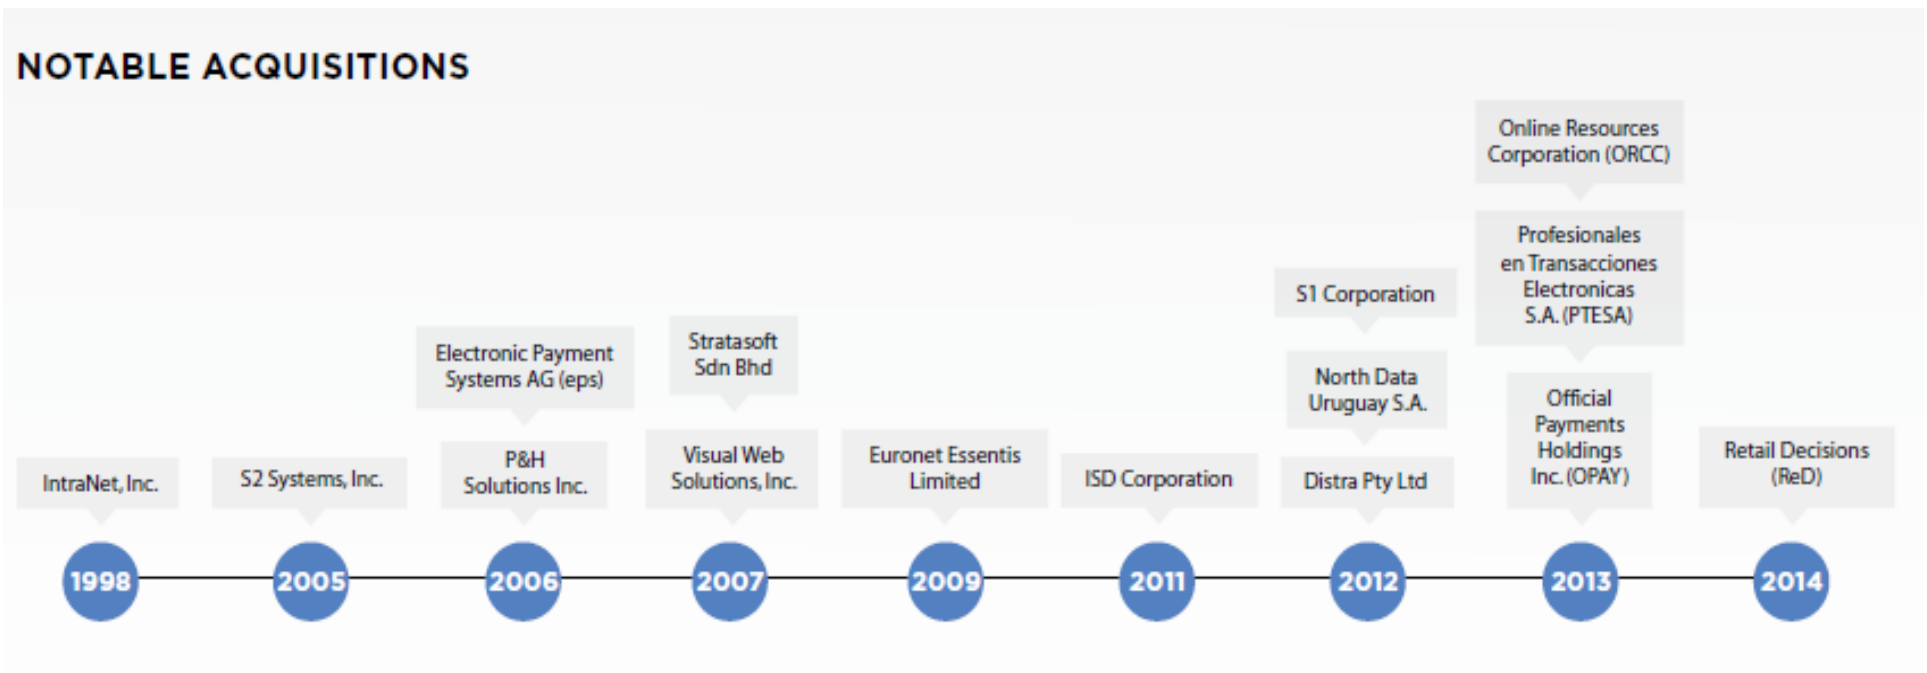 NOTABLE ACQUISITIONS
IntraNet, Inc.
1998
S2 Systems, Inc.
2005
Electronic Payment
Systems AG (eps)
P&H
Solutions Inc.
2006
Stratasoft
Sdn Bhd
Visual Web
Solutions, Inc.
2007
Euronet Essentis
Limited
2009
ISD Corporation
2011
S1 Corporation
North Data
Uruguay S.A.
Distra Pty Ltd
2012
Online Resources
Corporation (ORCC)
Profesionales
en Transacciones
Electronicas
S.A. (PTESA)
Official
Payments
Holdings
Inc. (OPAY)
2013
Retail Decisions
(ReD)
2014